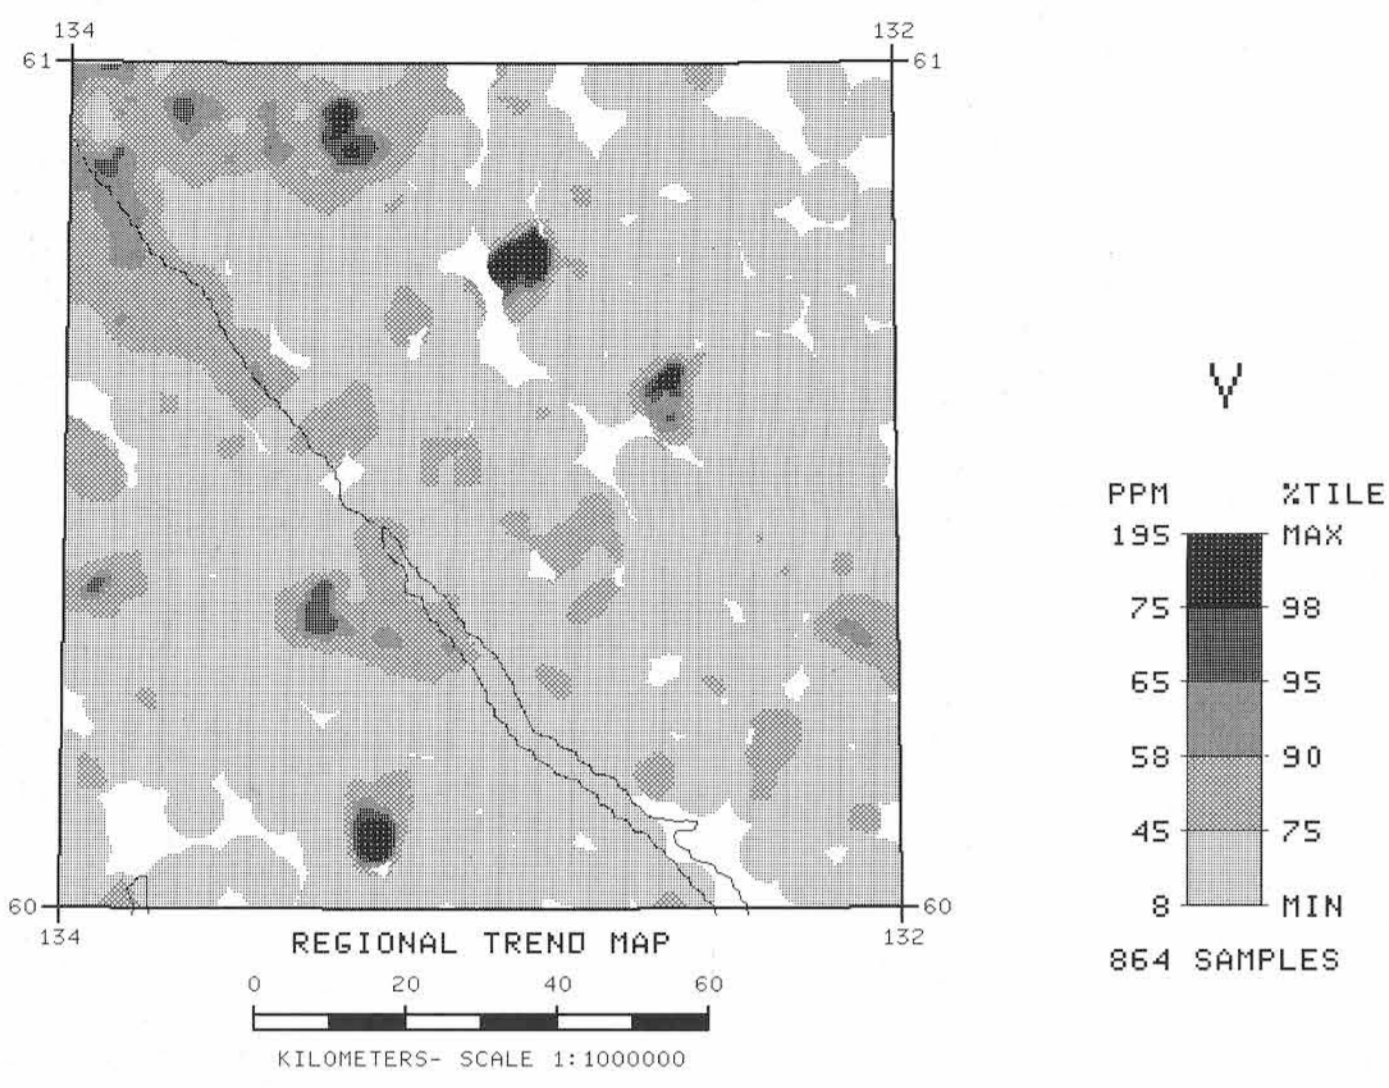 134 132
61 61
V
PPM %TILE
195 MAX
75 98
65 95
58 90
45 75
8 MIN
60 60
134 132
REGIONAL TREND MAP
864 SAMPLES
0 20 40 60
KILOMETERS- SCALE 1:1000000